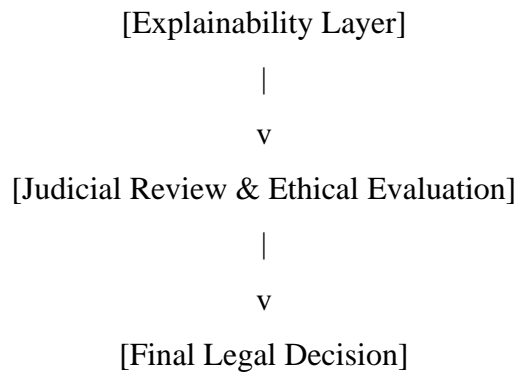 [Explainability Layer]
|
v
[Judicial Review & Ethical Evaluation]
|
v
[Final Legal Decision]